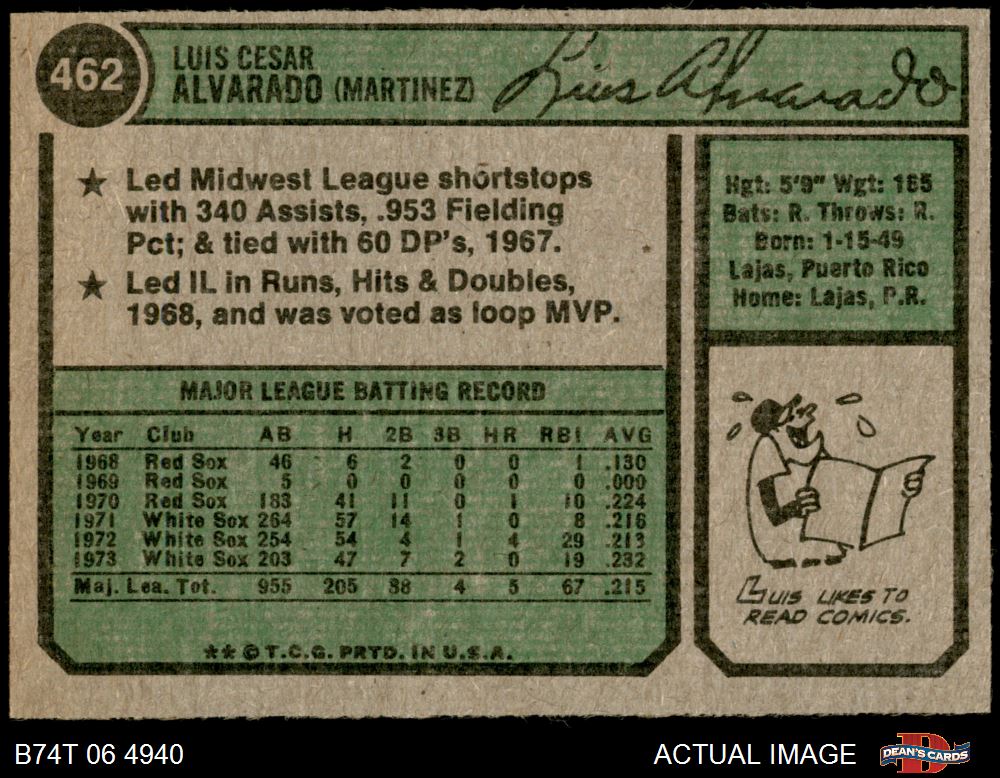 462
LUIS CESAR
ALVARADO (MARTINEZ)
Luis Alvarado
★ Led Midwest League shortstops
with 340 Assists, .953 Fielding
Pct; & tied with 60 DP's, 1967.
★ Led IL in Runs, Hits & Doubles,
1968, and was voted as loop MVP.
Hgt: 5'9" Wgt: 165
Bats: R. Throws: R.
Born: 1-15-49
Lajas, Puerto Rico
Home: Lajas, P.R.
MAJOR LEAGUE BATTING RECORD
Year Club AB H 2B 3B HR RBI AVG
1968 Red Sox 46 6 2 0 0 1 .130
1969 Red Sox 5 0 0 0 0 0 .000
1970 Red Sox 183 41 11 0 1 10 .224
1971 White Sox 264 57 14 1 0 8 .216
1972 White Sox 254 54 4 1 4 29 .213
1973 White Sox 203 47 7 2 0 19 .232
Maj. Lea. Tot. 955 205 38 4 5 67 .215
** © T.C.G. PRTD. IN U.S.A.
LUIS LIKES TO
READ COMICS.
B74T 06 4940
ACTUAL IMAGE
D
DEAN'S CARDS